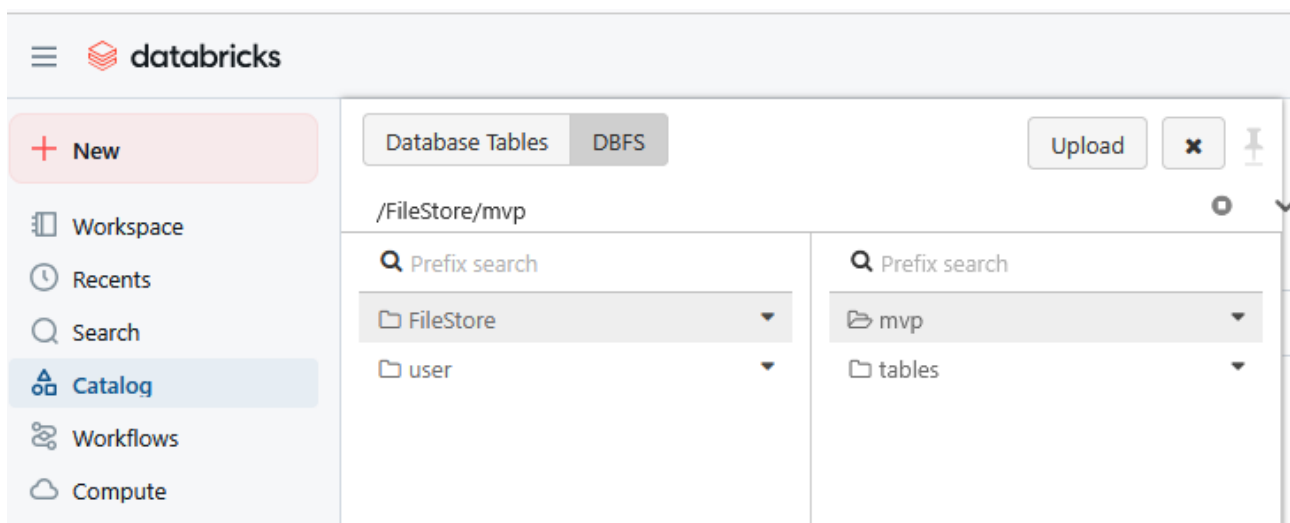 databricks
New
Workspace
Recents
Search
Catalog
Workflows
Compute
Database Tables
DBFS
Upload
/FileStore/mvp
Prefix search
FileStore
user
Prefix search
mvp
tables